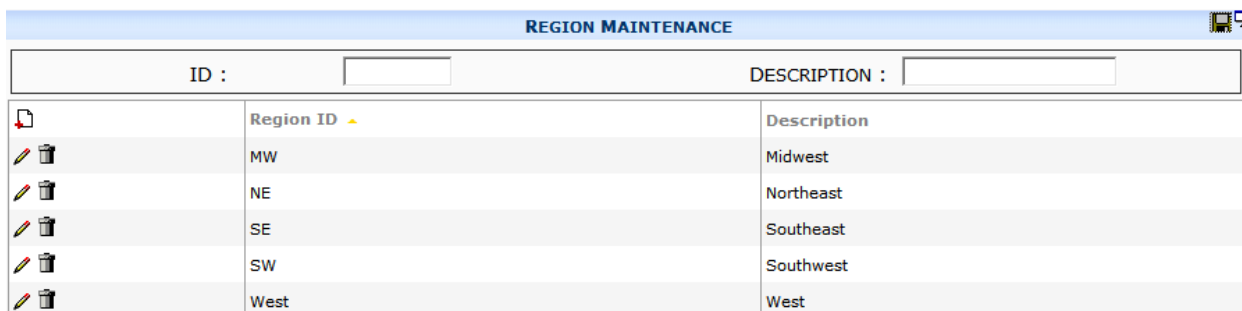 REGION MAINTENANCE
ID : DESCRIPTION :
Region ID Description
MW Midwest
NE Northeast
SE Southeast
SW Southwest
West West